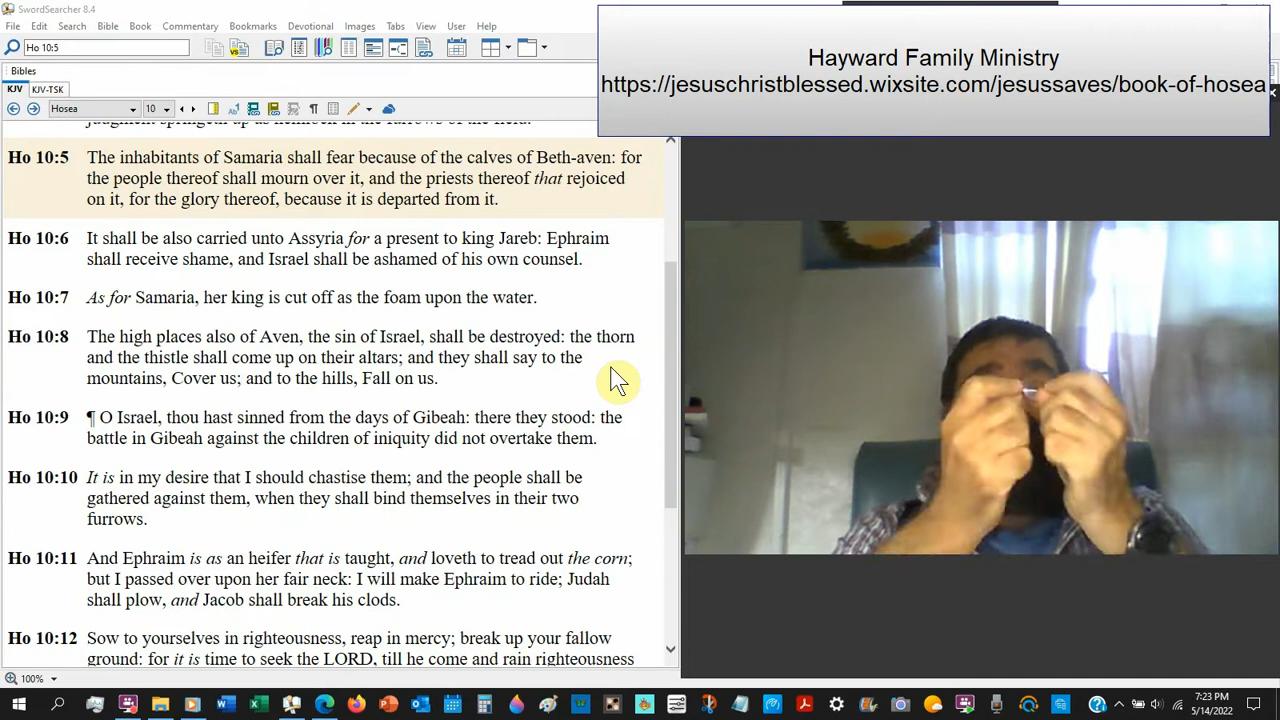 SwordSearcher 8.4
File Edit Search Bible Book Commentary Bookmarks Devotional Images Tabs View User Help
Ho 10:5
Bibles
KJV KJV-TSK
Hosea 10
judgment springeth up as hemlock in the furrows of the field.
Ho 10:5 The inhabitants of Samaria shall fear because of the calves of Beth-aven: for
the people thereof shall mourn over it, and the priests thereof that rejoiced
on it, for the glory thereof, because it is departed from it.
Ho 10:6 It shall be also carried unto Assyria for a present to king Jareb: Ephraim
shall receive shame, and Israel shall be ashamed of his own counsel.
Ho 10:7 As for Samaria, her king is cut off as the foam upon the water.
Ho 10:8 The high places also of Aven, the sin of Israel, shall be destroyed: the thorn
and the thistle shall come up on their altars; and they shall say to the
mountains, Cover us; and to the hills, Fall on us.
Ho 10:9 ¶ O Israel, thou hast sinned from the days of Gibeah: there they stood: the
battle in Gibeah against the children of iniquity did not overtake them.
Ho 10:10 It is in my desire that I should chastise them; and the people shall be
gathered against them, when they shall bind themselves in their two
furrows.
Ho 10:11 And Ephraim is as an heifer that is taught, and loveth to tread out the corn;
but I passed over upon her fair neck: I will make Ephraim to ride; Judah
shall plow, and Jacob shall break his clods.
Ho 10:12 Sow to yourselves in righteousness, reap in mercy; break up your fallow
ground: for it is time to seek the LORD, till he come and rain righteousness
100%
Hayward Family Ministry
https://jesuschristblessed.wixsite.com/jesussaves/book-of-hosea
7:23 PM
5/14/2022